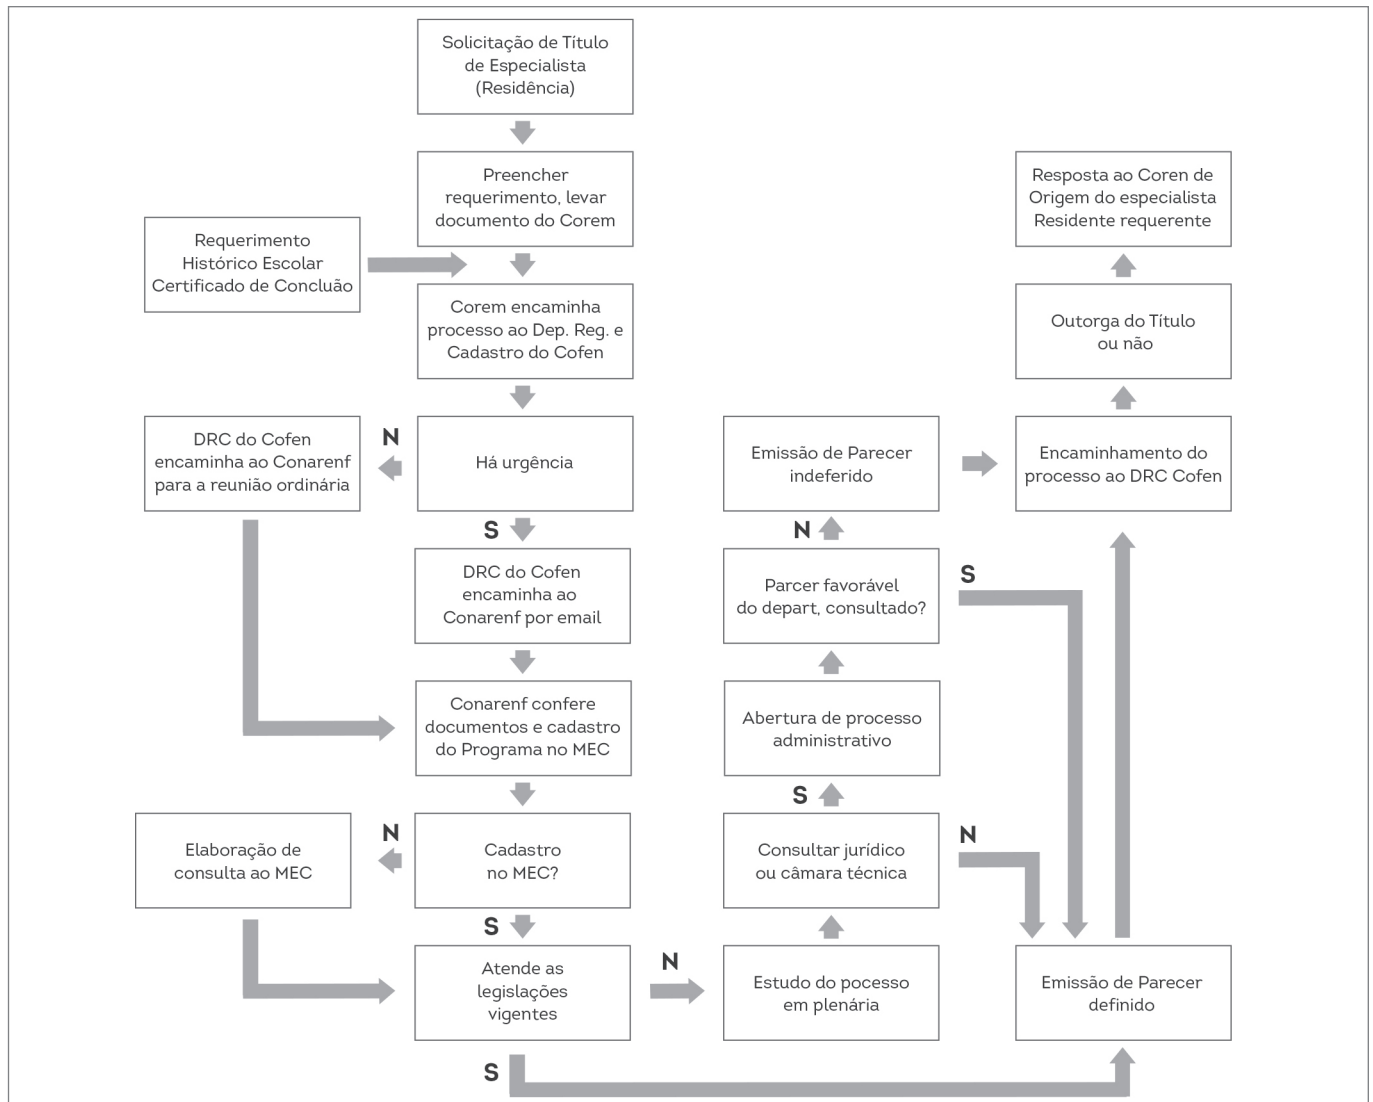 Solicitação de Título
de Especialista
(Residência)
Preencher
requerimento, levar
documento do Corem
Requerimento
Histórico Escolar
Certificado de Concluão
Corem encaminha
processo ao Dep. Reg. e
Cadastro do Cofen
Há urgência
N
DRC do Cofen
encaminha ao Conarenf
para a reunião ordinária
S
DRC do Cofen
encaminha ao
Conarenf por email
Conarenf confere
documentos e cadastro
do Programa no MEC
Cadastro
no MEC?
N
Elaboração de
consulta ao MEC
S
Atende as
legislações
vigentes
N
S
Estudo do pocesso
em plenária
Consultar jurídico
ou câmara técnica
N
S
Abertura de processo
administrativo
Parcer favorável
do depart, consultado?
S
N
Emissão de Parecer
indeferido
Emissão de Parecer
definido
Encaminhamento do
processo ao DRC Cofen
Outorga do Título
ou não
Resposta ao Coren de
Origem do especialista
Residente requerente